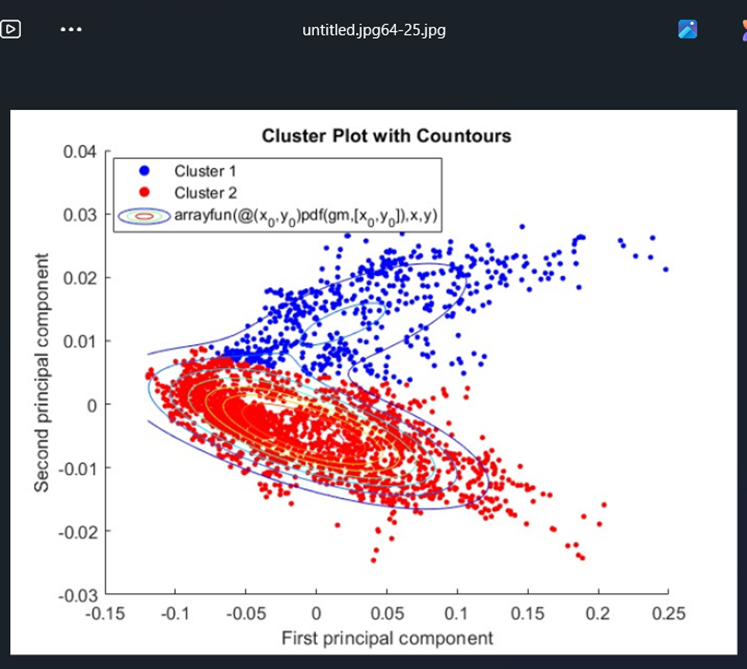 untitled.jpg64-25.jpg
Cluster Plot with Countours
Cluster 1
Cluster 2
arrayfun(@(x₀,y₀)pdf(gm,[x₀,y₀]),x,y)
Second principal component
0.04
0.03
0.02
0.01
0
-0.01
-0.02
-0.03
-0.15 -0.1 -0.05 0 0.05 0.1 0.15 0.2 0.25
First principal component